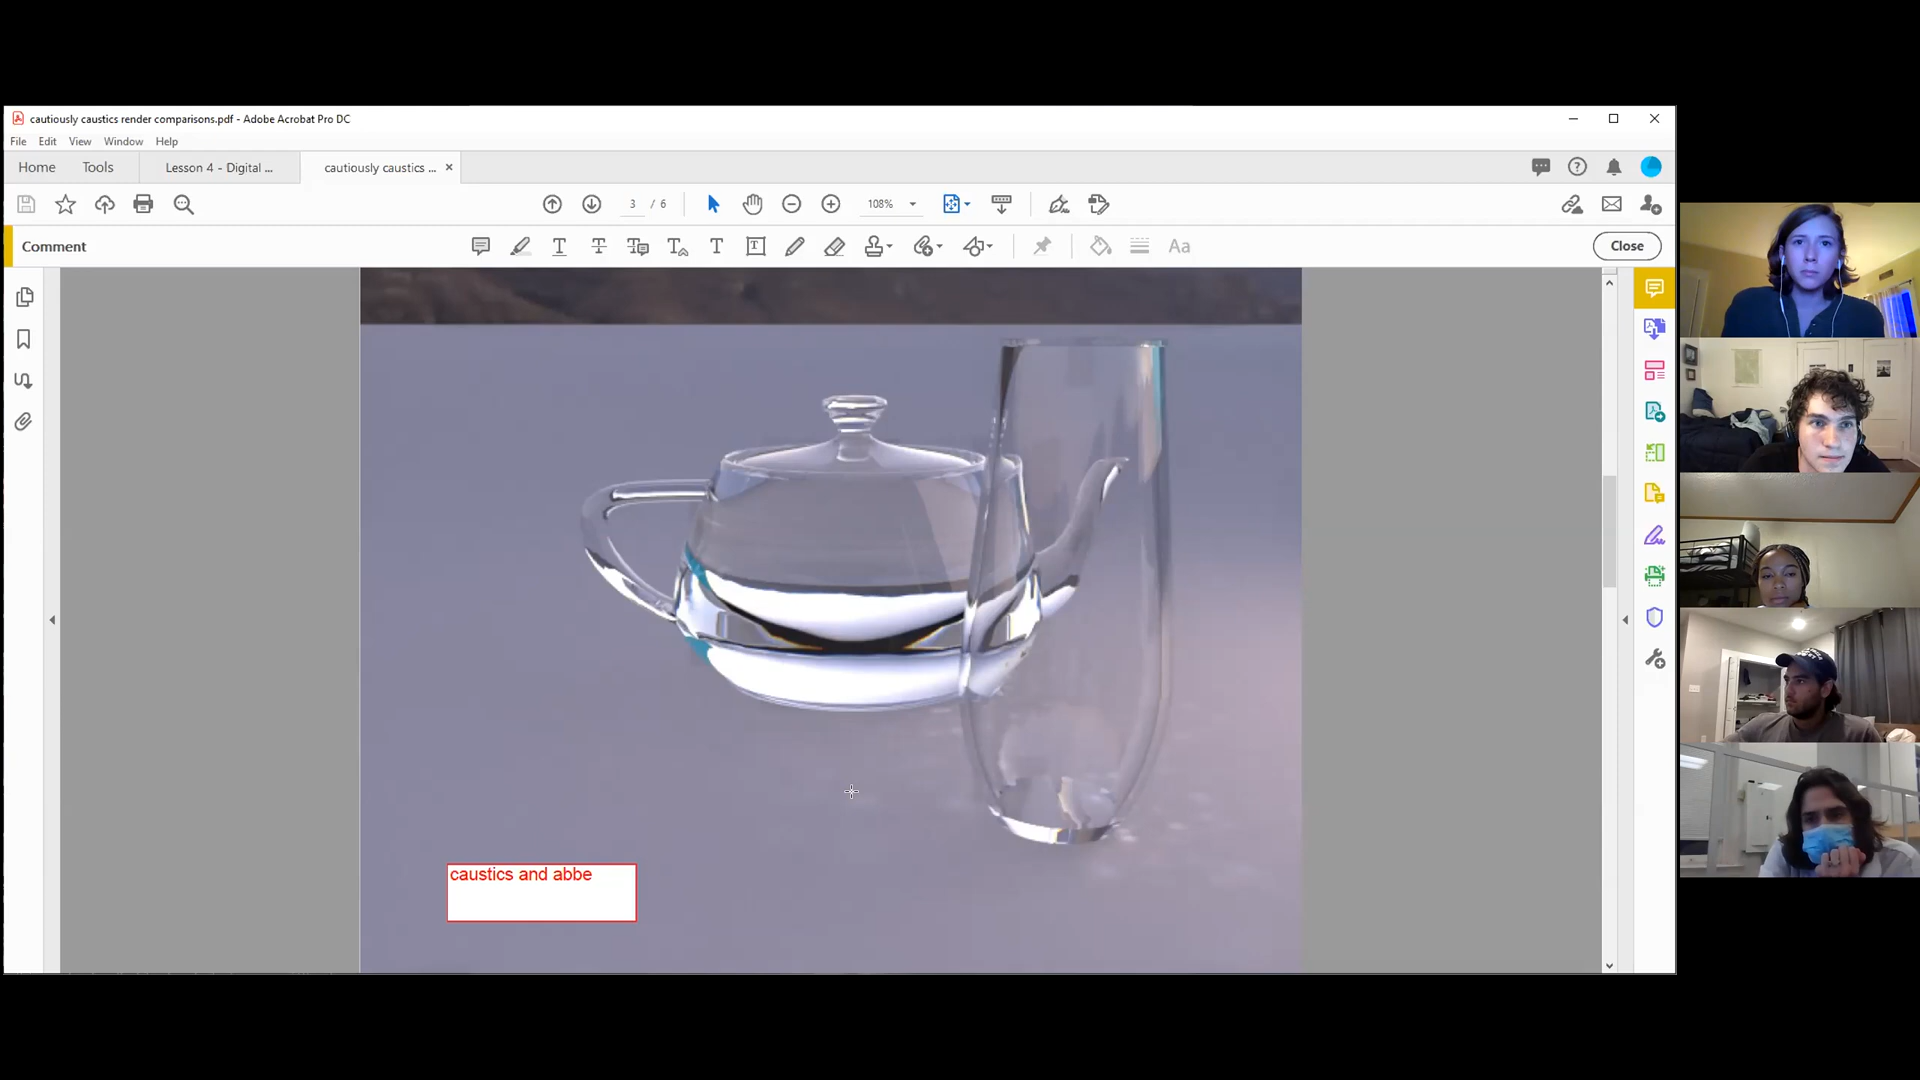 cautiously caustics render comparisons.pdf - Adobe Acrobat Pro DC
File Edit View Window Help
Home Tools Lesson 4 - Digital ... cautiously caustics ...
3 / 6 108%
Comment Aa Close
caustics and abbe